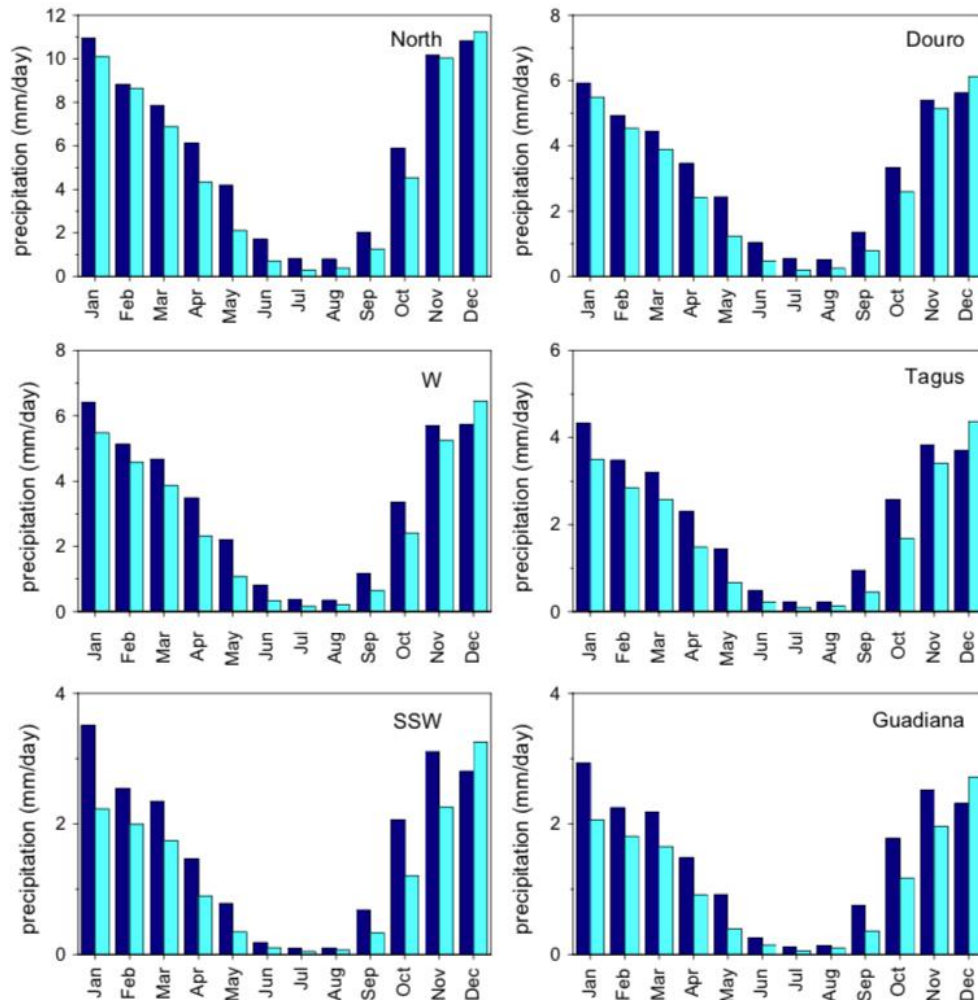 North
precipitation (mm/day)
12
10
8
6
4
2
0
Jan Feb Mar Apr May Jun Jul Aug Sep Oct Nov Dec
Douro
precipitation (mm/day)
8
6
4
2
0
Jan Feb Mar Apr May Jun Jul Aug Sep Oct Nov Dec
W
precipitation (mm/day)
8
6
4
2
0
Jan Feb Mar Apr May Jun Jul Aug Sep Oct Nov Dec
Tagus
precipitation (mm/day)
6
4
2
0
Jan Feb Mar Apr May Jun Jul Aug Sep Oct Nov Dec
SSW
precipitation (mm/day)
4
2
0
Jan Feb Mar Apr May Jun Jul Aug Sep Oct Nov Dec
Guadiana
precipitation (mm/day)
4
2
0
Jan Feb Mar Apr May Jun Jul Aug Sep Oct Nov Dec